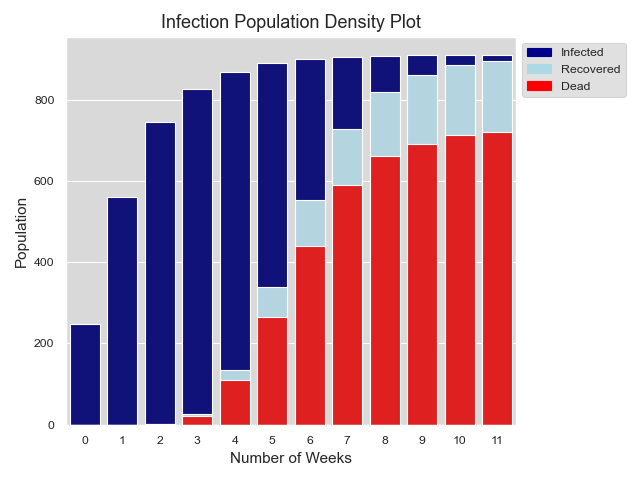 Infection Population Density Plot
Infected
Recovered
Dead
Population
800
600
400
200
0
0 1 2 3 4 5 6 7 8 9 10 11
Number of Weeks